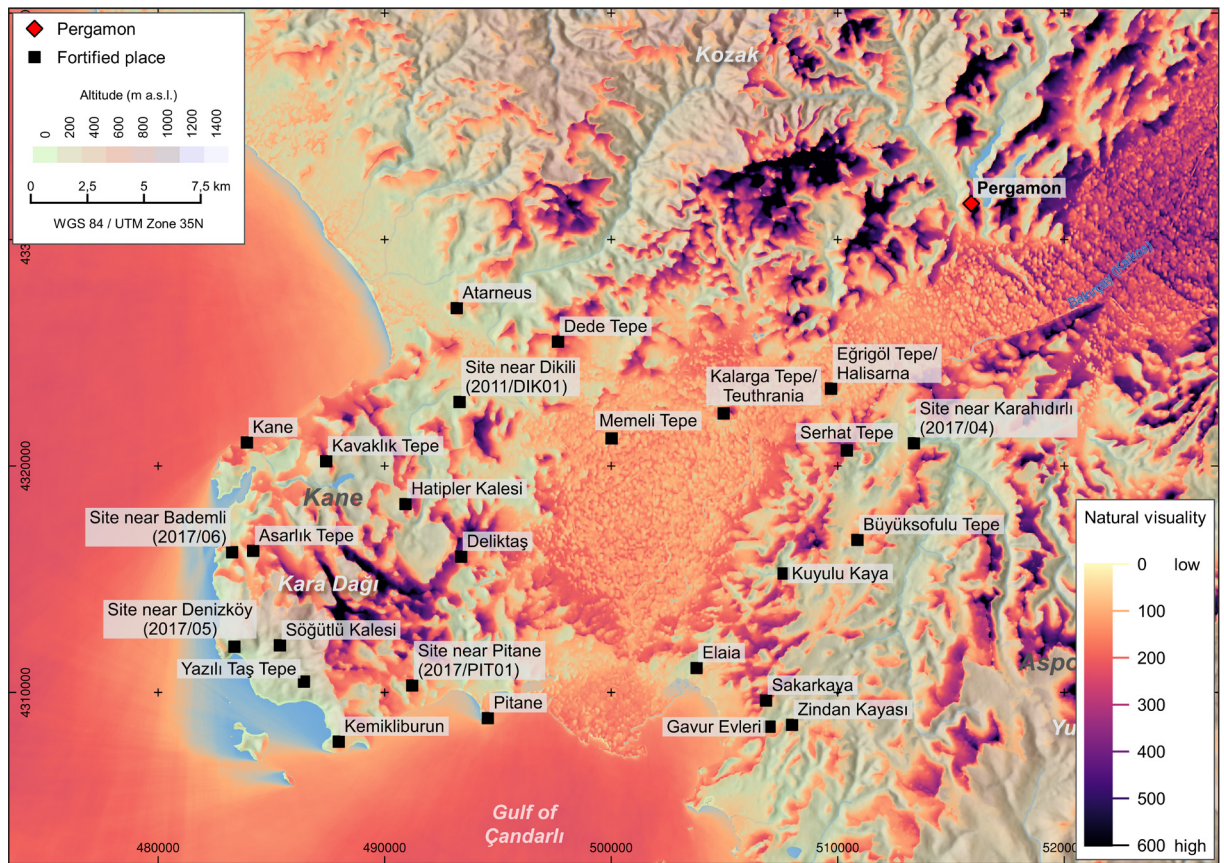 Pergamon
Fortified place
Altitude (m a.s.l.)
0 200 400 600 800 1000 1200 1400
0 2,5 5 7,5 km
WGS 84 / UTM Zone 35N
Kozak
Pergamon
Bakırçay
Atarneus
Dede Tepe
Site near Dikili
(2011/DIK01)
Eğrigöl Tepe/
Halisarna
Kalarga Tepe/
Teuthrania
Memeli Tepe
Serhat Tepe
Site near Karahıdırlı
(2017/04)
Kane
Kavaklık Tepe
Kane
Hatipler Kalesi
Site near Bademli
(2017/06)
Asarlık Tepe
Deliktaş
Büyüksofulu Tepe
Kuyulu Kaya
Kara Dağı
Site near Denizköy
(2017/05)
Söğütlü Kalesi
Site near Pitane
(2017/PIT01)
Yazılı Taş Tepe
Elaia
Aspo
Sakarkaya
Pitane
Zindan Kayası
Gavur Evleri
Yu
Kemikliburun
Gulf of
Çandarlı
Natural visuality
0 low
100
200
300
400
500
600 high
4320000
4310000
480000 490000 500000 510000